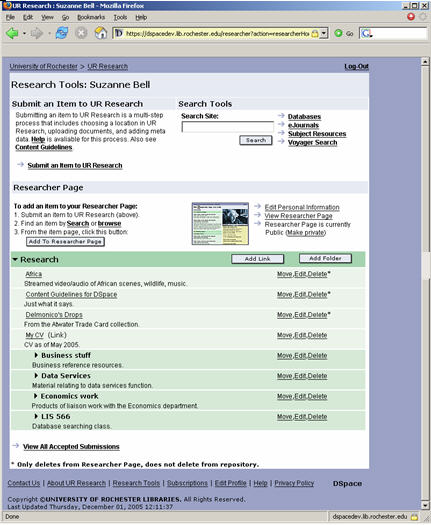 UR Research : Suzanne Bell - Mozilla Firefox
File Edit View Go Bookmarks Tools Help
https://dspacedev.lib.rochester.edu/researcher?action=researcherHo Go
University of Rochester > UR Research Log-Out
Research Tools: Suzanne Bell
Submit an Item to UR Research
Submitting an item to UR Research is a multi-step
process that includes choosing a location in UR
Research, uploading documents, and adding meta
data. Help is available for this process. Also see
Content Guidelines.
Submit an Item to UR Research
Search Tools
Search Site:
Search
Databases
eJournals
Subject Resources
Voyager Search
Researcher Page
To add an item to your Researcher Page:
1. Submit an item to UR Research (above).
2. Find an item by Search or browse
3. From the item page, click this button:
Add To Researcher Page
Edit Personal Information
View Researcher Page
Researcher Page is currently
Public (Make private)
Research Add Link Add Folder
Africa Move,Edit,Delete*
Streamed video/audio of African scenes, wildlife, music.
Content Guidelines for DSpace Move,Edit,Delete*
Just what it says.
Delmonico's Drops Move,Edit,Delete*
From the Atwater Trade Card collection.
My CV (Link) Move,Edit,Delete
CV as of May 2005.
Business stuff Move,Edit,Delete
Business reference resources.
Data Services Move,Edit,Delete
Material relating to data services function.
Economics work Move,Edit,Delete
Products of liaison work with the Economics department.
LIS 566 Move,Edit,Delete
Database searching class.
View All Accepted Submissions
* Only deletes from Researcher Page, does not delete from repository.
Contact Us | About UR Research | Research Tools | Subscriptions | Edit Profile | Help | Privacy Policy DSpace
Copyright ©UNIVERSITY OF ROCHESTER LIBRARIES. All Rights Reserved.
Last Updated Thursday, December 01, 2005 12:11:37
Done dspacedev.lib.rochester.edu